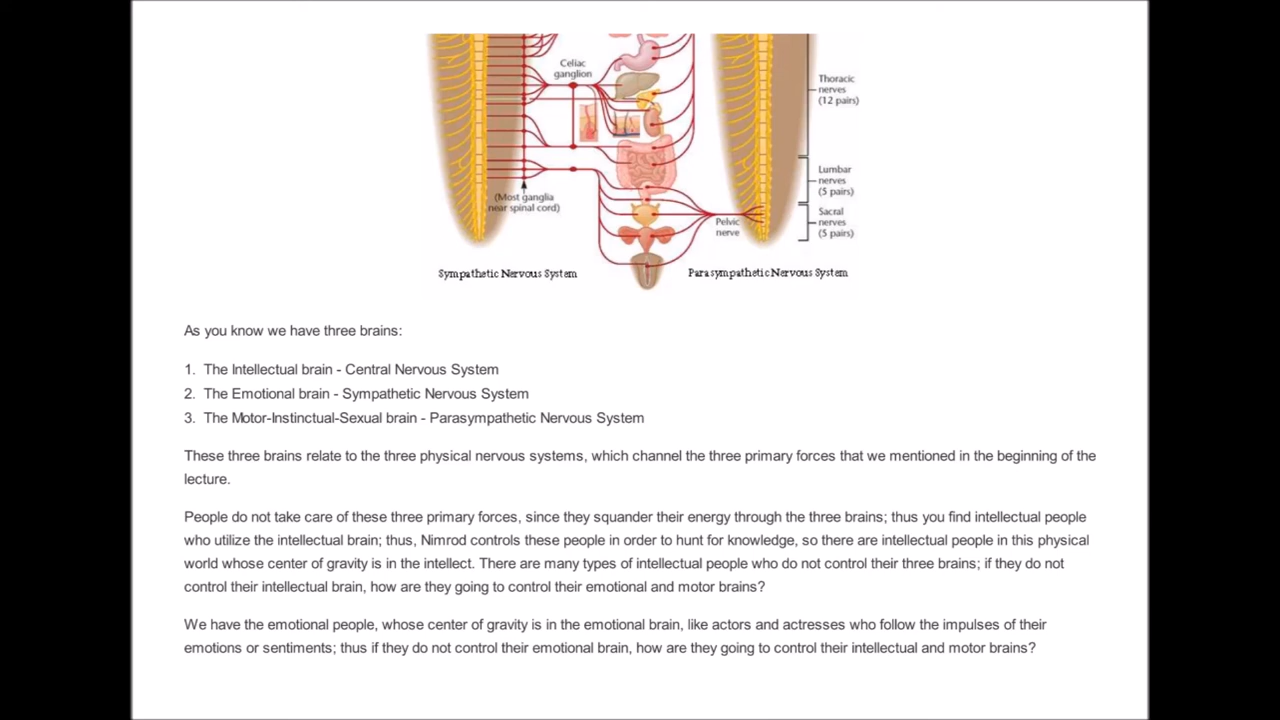 Celiac
ganglion
Thoracic
nerves
(12 pairs)
Lumbar
nerves
(5 pairs)
(Most ganglia
near spinal cord)
Sacral
nerves
(5 pairs)
Pelvic
nerve
Sympathetic Nervous System
Parasympathetic Nervous System
As you know we have three brains:
1. The Intellectual brain - Central Nervous System
2. The Emotional brain - Sympathetic Nervous System
3. The Motor-Instinctual-Sexual brain - Parasympathetic Nervous System
These three brains relate to the three physical nervous systems, which channel the three primary forces that we mentioned in the beginning of the
lecture.
People do not take care of these three primary forces, since they squander their energy through the three brains; thus you find intellectual people
who utilize the intellectual brain; thus, Nimrod controls these people in order to hunt for knowledge, so there are intellectual people in this physical
world whose center of gravity is in the intellect. There are many types of intellectual people who do not control their three brains; if they do not
control their intellectual brain, how are they going to control their emotional and motor brains?
We have the emotional people, whose center of gravity is in the emotional brain, like actors and actresses who follow the impulses of their
emotions or sentiments; thus if they do not control their emotional brain, how are they going to control their intellectual and motor brains?